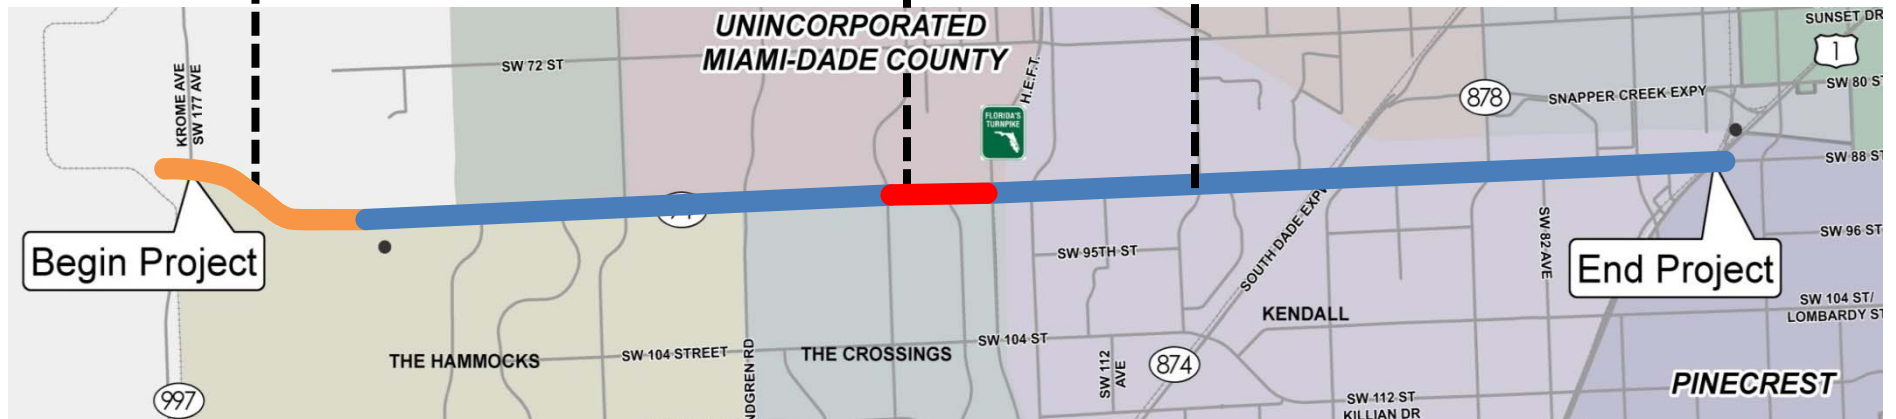 UNINCORPORATED
MIAMI-DADE COUNTY
SUNSET DR
1
KROME AVE
SW 177 AVE
SW 72 ST
H.E.F.T.
FLORIDA'S
TURNPIKE
878
SNAPPER CREEK EXPY
SW 80 ST
SW 88 ST
Begin Project
SW 95TH ST
SOUTH DADE EXPY
SW 82 AVE
End Project
SW 96 ST
KENDALL
SW 104 ST/
LOMBARDY ST
THE HAMMOCKS
SW 104 STREET
NDGREN RD
THE CROSSINGS
SW 104 ST
SW 112
AVE
874
PINECREST
997
SW 112 ST
KILLIAN DR